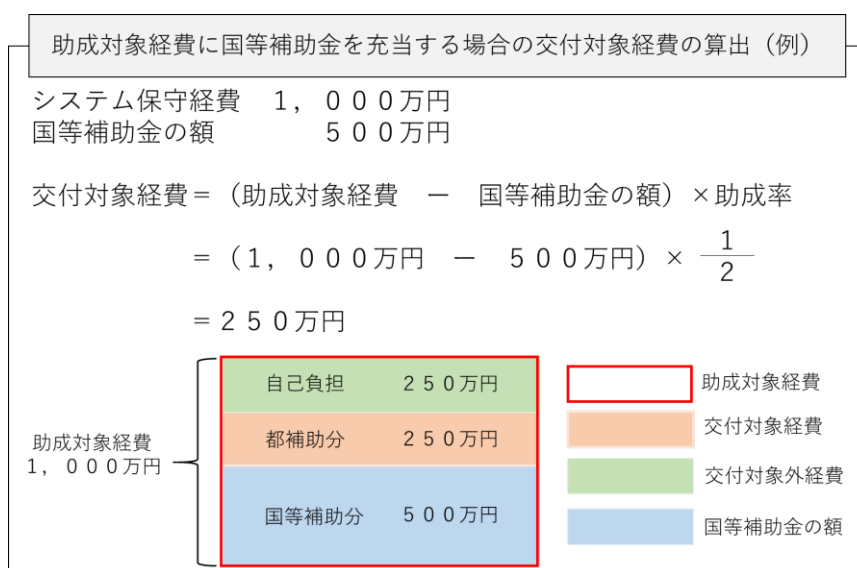 助成対象経費に国等補助金を充当する場合の交付対象経費の算出（例）
システム保守経費　１，０００万円
国等補助金の額　　　　５００万円
交付対象経費＝（助成対象経費　－　国等補助金の額）×助成率
＝（１，０００万円　－　５００万円）× 1/2
＝２５０万円
自己負担　　２５０万円
都補助分　　２５０万円
国等補助分　５００万円
助成対象経費
１，０００万円
助成対象経費
交付対象経費
交付対象外経費
国等補助金の額